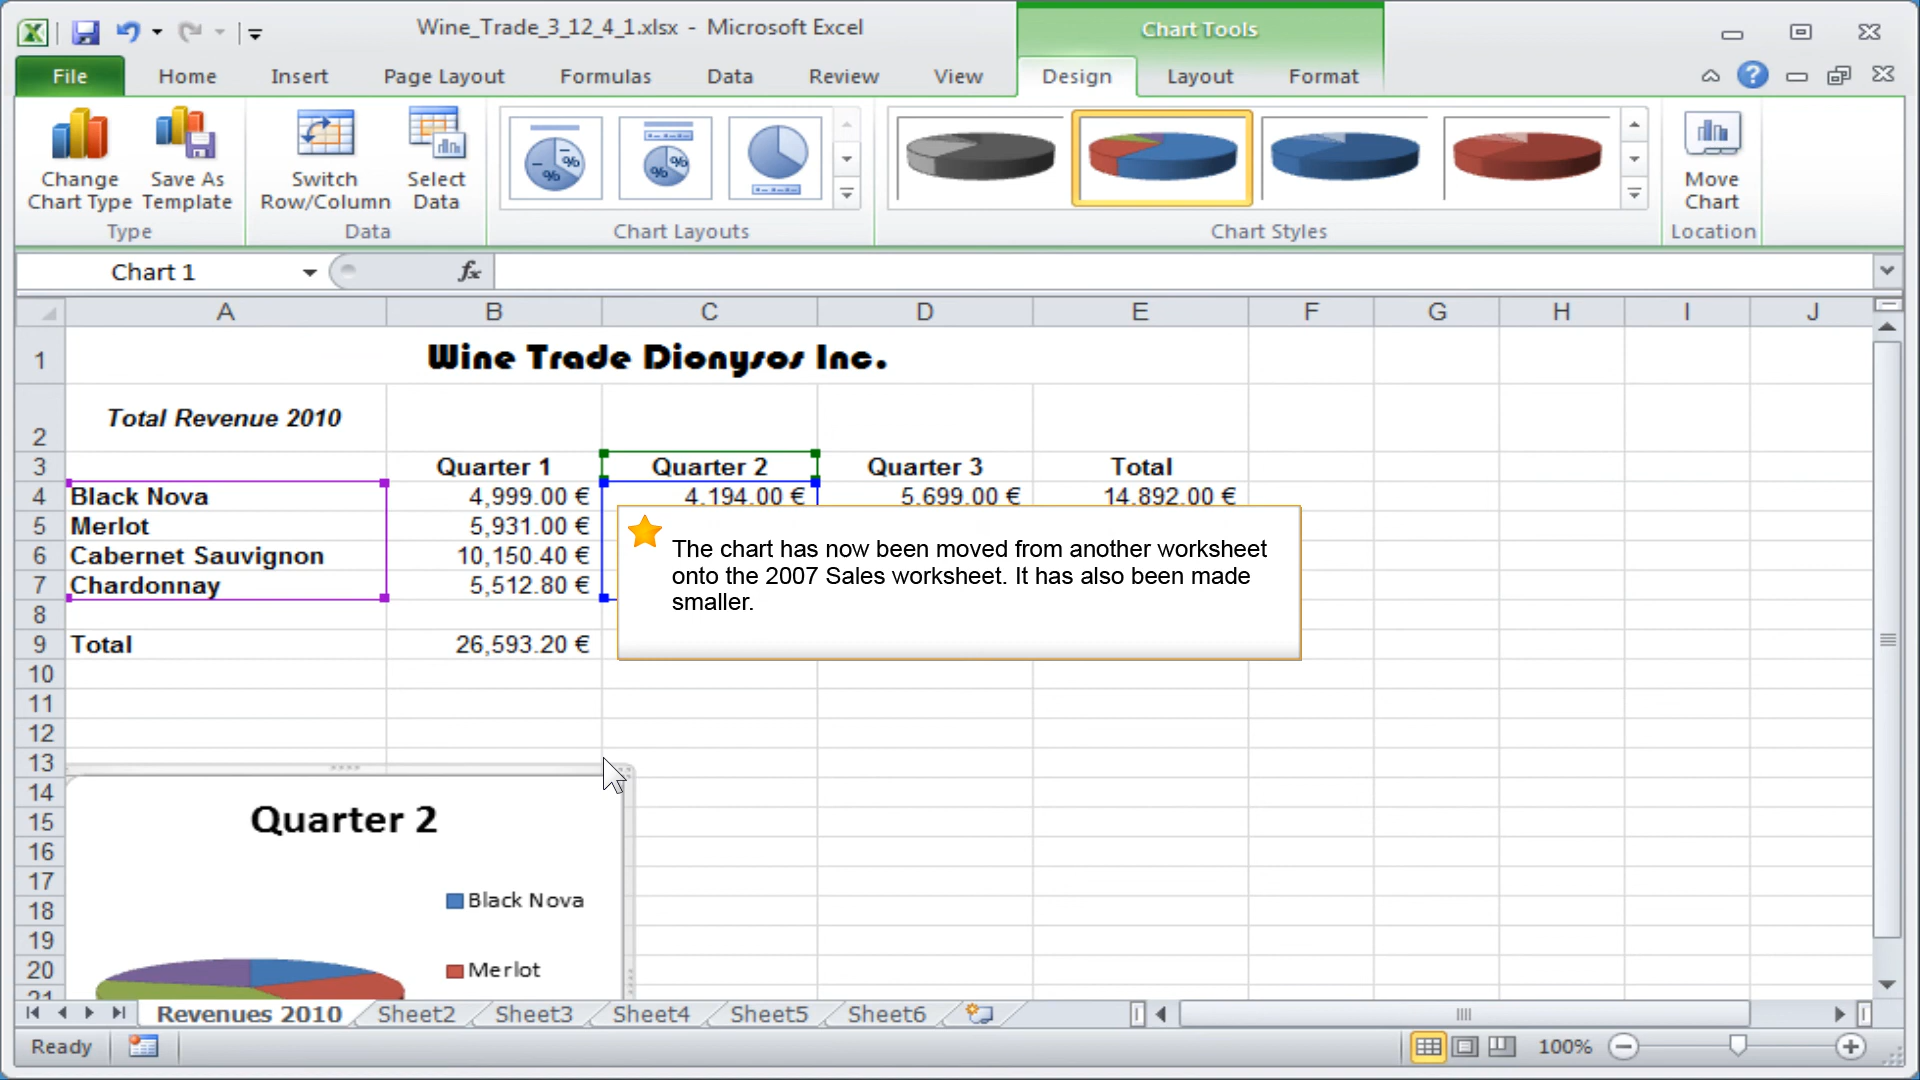 Wine_Trade_3_12_4_1.xlsx - Microsoft Excel
Chart Tools
File Home Insert Page Layout Formulas Data Review View Design Layout Format
Change Chart Type
Save As Template
Switch Row/Column
Select Data
Move Chart
Type Data Chart Layouts Chart Styles Location
Chart 1 fx
A B C D E F G H I J
1 Wine Trade Dionysos Inc.
2 Total Revenue 2010
3 Quarter 1 Quarter 2 Quarter 3 Total
4 Black Nova 4,999.00 € 4,194.00 € 5,699.00 € 14,892.00 €
5 Merlot 5,931.00 €
6 Cabernet Sauvignon 10,150.40 €
7 Chardonnay 5,512.80 €
8
9 Total 26,593.20 €
The chart has now been moved from another worksheet
onto the 2007 Sales worksheet. It has also been made
smaller.
10
11
12
13
14
15 Quarter 2
16
17
18 Black Nova
19
20 Merlot
21
Revenues 2010 Sheet2 Sheet3 Sheet4 Sheet5 Sheet6
Ready 100%